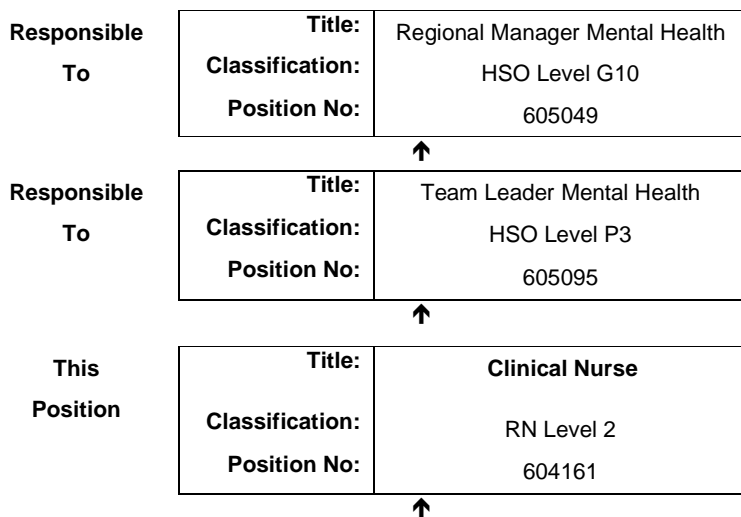 Responsible To
Title: Regional Manager Mental Health
Classification: HSO Level G10
Position No: 605049
↑
Responsible To
Title: Team Leader Mental Health
Classification: HSO Level P3
Position No: 605095
↑
This Position
Title: Clinical Nurse
Classification: RN Level 2
Position No: 604161
↑